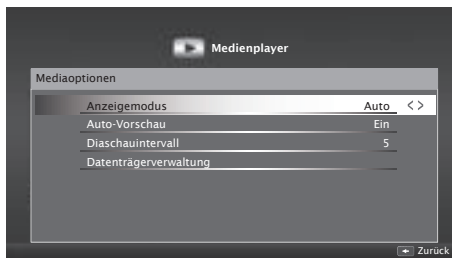 Medienplayer
Mediaoptionen
Anzeigemodus Auto < >
Auto-Vorschau Ein
Diaschauintervall 5
Datenträgerverwaltung
Zurück